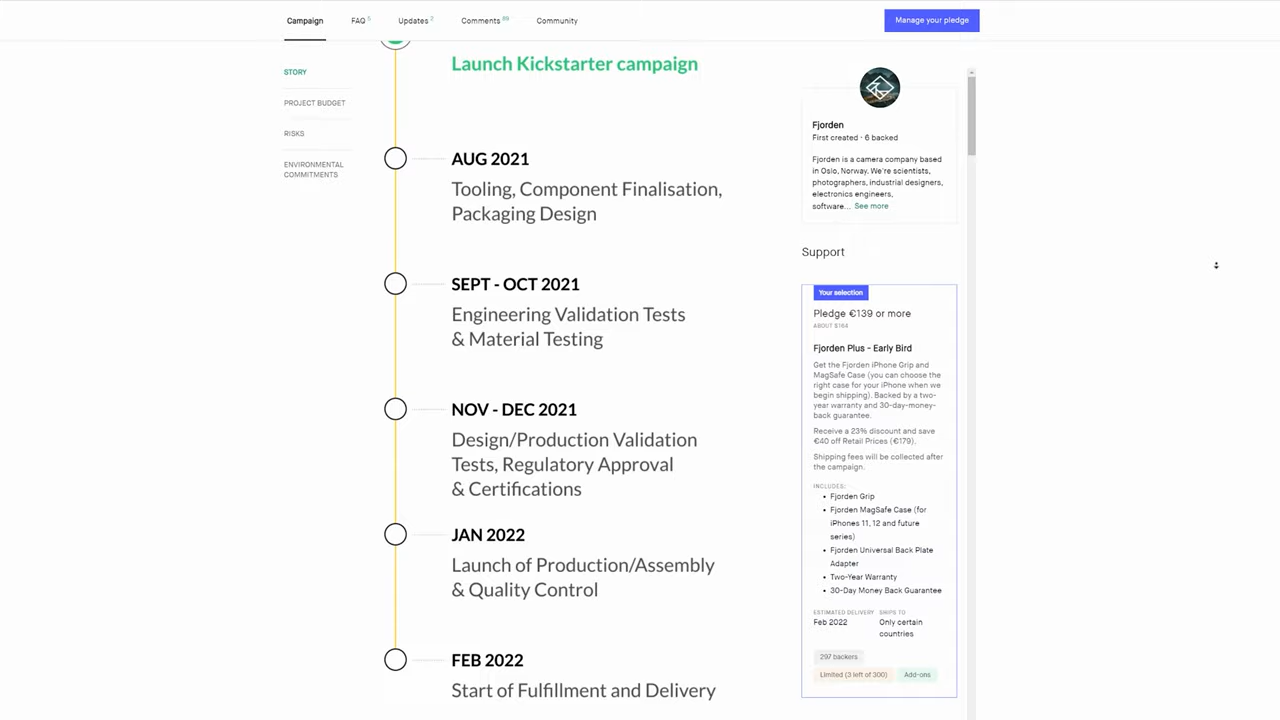 Campaign
FAQ 5
Updates 2
Comments 89
Community
Manage your pledge
STORY
PROJECT BUDGET
RISKS
ENVIRONMENTAL
COMMITMENTS
Launch Kickstarter campaign
AUG 2021
Tooling, Component Finalisation,
Packaging Design
SEPT - OCT 2021
Engineering Validation Tests
& Material Testing
NOV - DEC 2021
Design/Production Validation
Tests, Regulatory Approval
& Certifications
JAN 2022
Launch of Production/Assembly
& Quality Control
FEB 2022
Start of Fulfillment and Delivery
Fjorden
First created · 6 backed
Fjorden is a camera company based
in Oslo, Norway. We're scientists,
photographers, industrial designers,
electronics engineers,
software... See more
Support
Your selection
Pledge €139 or more
ABOUT $164
Fjorden Plus - Early Bird
Get the Fjorden iPhone Grip and
MagSafe Case (you can choose the
right case for your iPhone when we
begin shipping). Backed by a two-
year warranty and 30-day-money-
back guarantee.
Receive a 23% discount and save
€40 off Retail Prices (€179).
Shipping fees will be collected after
the campaign.
INCLUDES:
• Fjorden Grip
• Fjorden MagSafe Case (for
iPhones 11, 12 and future
series)
• Fjorden Universal Back Plate
Adapter
• Two-Year Warranty
• 30-Day Money Back Guarantee
ESTIMATED DELIVERY SHIPS TO
Feb 2022 Only certain
countries
297 backers
Limited (3 left of 300) Add-ons